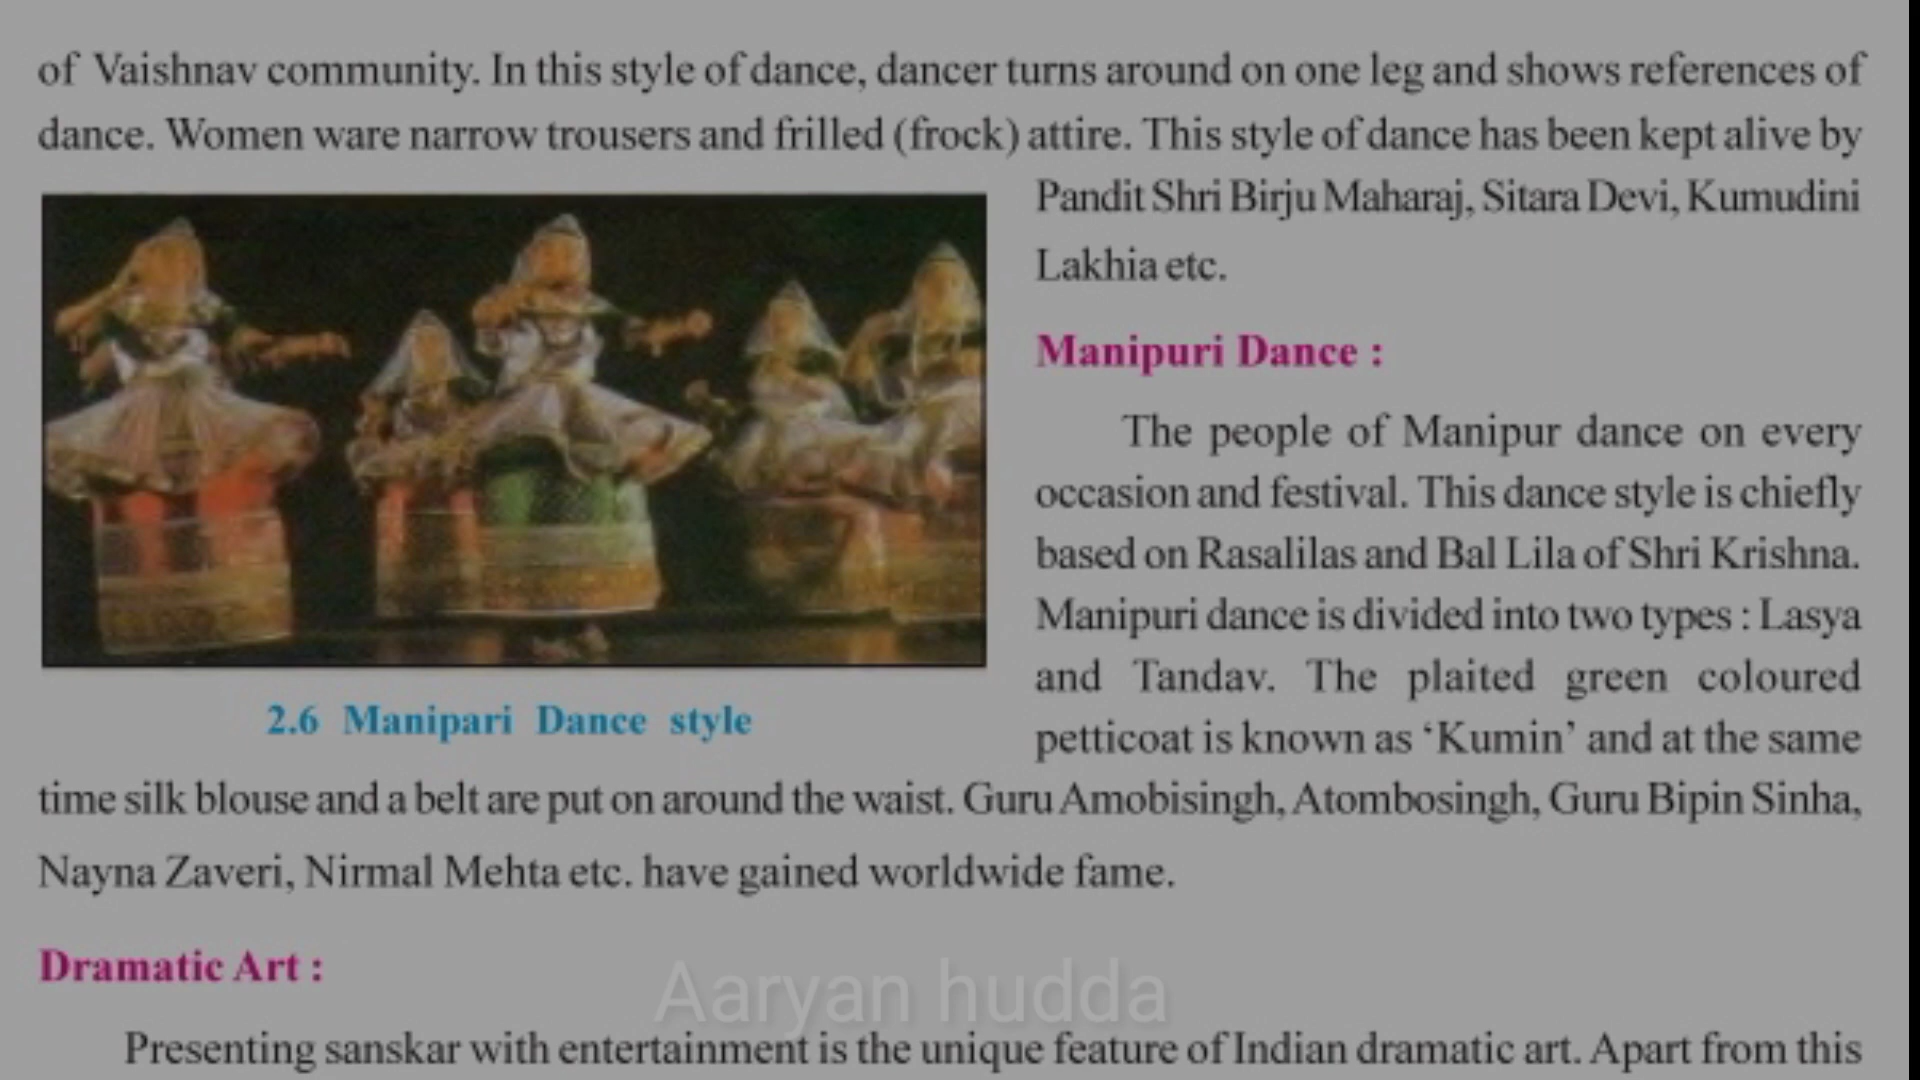 of Vaishnav community. In this style of dance, dancer turns around on one leg and shows references of
dance. Women ware narrow trousers and frilled (frock) attire. This style of dance has been kept alive by
Pandit Shri Birju Maharaj, Sitara Devi, Kumudini
Lakhia etc.
Manipuri Dance :
The people of Manipur dance on every
occasion and festival. This dance style is chiefly
based on Rasalilas and Bal Lila of Shri Krishna.
Manipuri dance is divided into two types : Lasya
and Tandav. The plaited green coloured
petticoat is known as ‘Kumin’ and at the same
2.6 Manipari Dance style
time silk blouse and a belt are put on around the waist. Guru Amobisingh, Atombosingh, Guru Bipin Sinha,
Nayna Zaveri, Nirmal Mehta etc. have gained worldwide fame.
Dramatic Art :
Aaryan hudda
Presenting sanskar with entertainment is the unique feature of Indian dramatic art. Apart from this